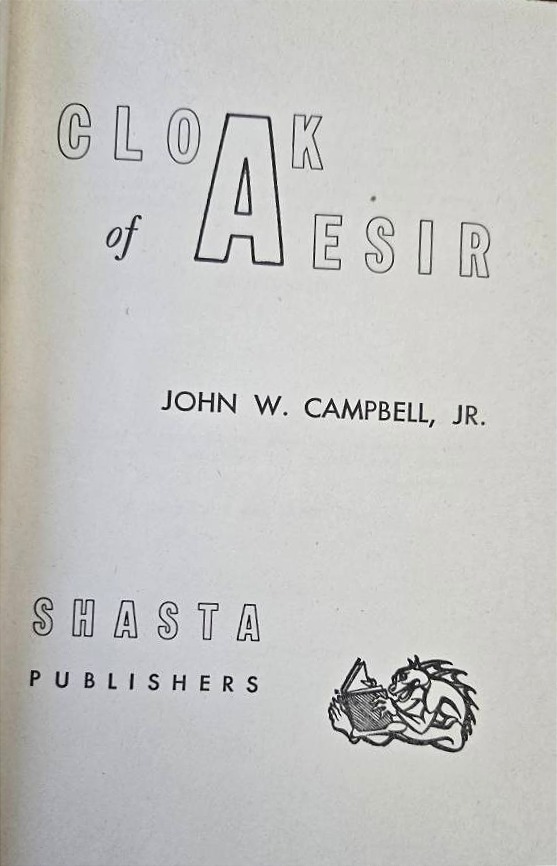 CLOAK
of AESIR
JOHN W. CAMPBELL, JR.
SHASTA
PUBLISHERS